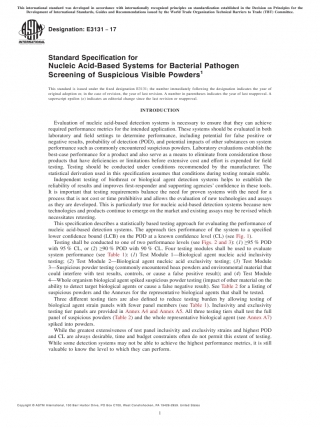 This international standard was developed in accordance with internationally recognized principles on standardization established in the Decision on Principles for the
Development of International Standards, Guides and Recommendations issued by the World Trade Organization Technical Barriers to Trade (TBT) Committee.
Designation: E3131 − 17
INTERNATIONAL
Standard Specification for
Nucleic Acid-Based Systems for Bacterial Pathogen
Screening of Suspicious Visible Powders1
This standard is issued under the fixed designation E3131; the number immediately following the designation indicates the year of
original adoption or, in the case of revision, the year of last revision. A number in parentheses indicates the year of last reapproval. A
superscript epsilon (ε) indicates an editorial change since the last revision or reapproval.
INTRODUCTION
Evaluation of nucleic acid-based detection systems is necessary to ensure that they can achieve
required performance metrics for the intended application. These systems should be evaluated in both
laboratory and field settings to determine performance, including potential for false positive or
negative results, probability of detection (POD), and potential impacts of other substances on system
performance such as commonly encountered suspicious powders. Laboratory evaluations establish the
best-case performance for a product and also serve as a means to eliminate from consideration those
products that have deficiencies or limitations before extensive cost and effort is expended for field
testing. Testing should be conducted under conditions recommended by the manufacturer. The
statistical derivation used in this specification assumes that conditions during testing remain stable.
Independent testing of biothreat or biological agent detection systems helps to establish the
reliability of results and improves first-responder and supporting agencies' confidence in these tools.
It is important that testing requirements balance the need for proven systems with the need for a
process that is not cost or time prohibitive and allows the evaluation of new technologies and assays
as they are developed. This is particularly true for nucleic acid-based detection systems because new
technologies and products continue to emerge on the market and existing assays may be revised which
necessitates retesting.
This specification describes a statistically based testing approach for evaluating the performance of
nucleic acid-based detection systems. The approach ties performance of the system to a specified
lower confidence bound (LCB) on the POD at a known confidence level (CL) (see Fig. 1).
Testing shall be conducted to one of two performance levels (see Figs. 2 and 3): (1) ≥95 % POD
with 95 % CL, or (2) ≥90 % POD with 90 % CL. Four testing modules shall be used to evaluate
system performance (see Table 1): (1) Test Module 1—Biological agent nucleic acid inclusivity
testing; (2) Test Module 2—Biological agent nucleic acid exclusivity testing; (3) Test Module
3—Suspicious powder testing (commonly encountered hoax powders and environmental material that
could interfere with test results, controls, or cause a false positive result); and (4) Test Module
4—Whole organism biological agent spiked suspicious powder testing (impact of other material on the
ability to detect target biological agents or cause a false negative result). See Table 2 for a listing of
suspicious powders and the Annexes for the representative biological agents that shall be tested.
Three different testing tiers are also defined to reduce testing burden by allowing testing of
biological agent strain panels with fewer panel members (see Table 1). Inclusivity and exclusivity
testing tier panels are provided in Annex A4 and Annex A5. All three testing tiers shall test the full
panel of suspicious powders (Table 2) and the whole representative biological agent (see Annex A7)
spiked into powders.
While the greatest extensiveness of test panel inclusivity and exclusivity strains and highest POD
and CL are always desirable, time and budget constraints often do not permit this extent of testing.
While some detection systems may not be able to achieve the highest performance metrics, it is still
valuable to know the level to which they can perform.
Copyright © ASTM International, 100 Barr Harbor Drive, PO Box C700, West Conshohocken, PA 19428-2959. United States
1